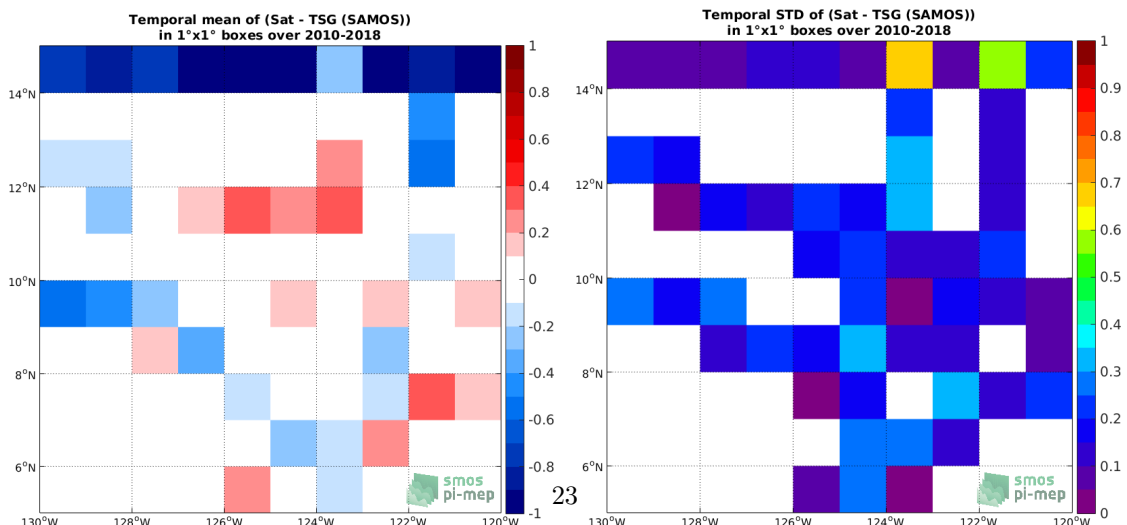 Temporal mean of (Sat - TSG (SAMOS))
in 1°x1° boxes over 2010-2018
14°N
12°N
10°N
8°N
6°N
130°W
128°W
126°W
124°W
122°W
120°W
1
0.8
0.6
0.4
0.2
0
-0.2
-0.4
-0.6
-0.8
-1
smos
pi-mep
23
Temporal STD of (Sat - TSG (SAMOS))
in 1°x1° boxes over 2010-2018
14°N
12°N
10°N
8°N
6°N
130°W
128°W
126°W
124°W
122°W
120°W
1
0.9
0.8
0.7
0.6
0.5
0.4
0.3
0.2
0.1
0
smos
pi-mep